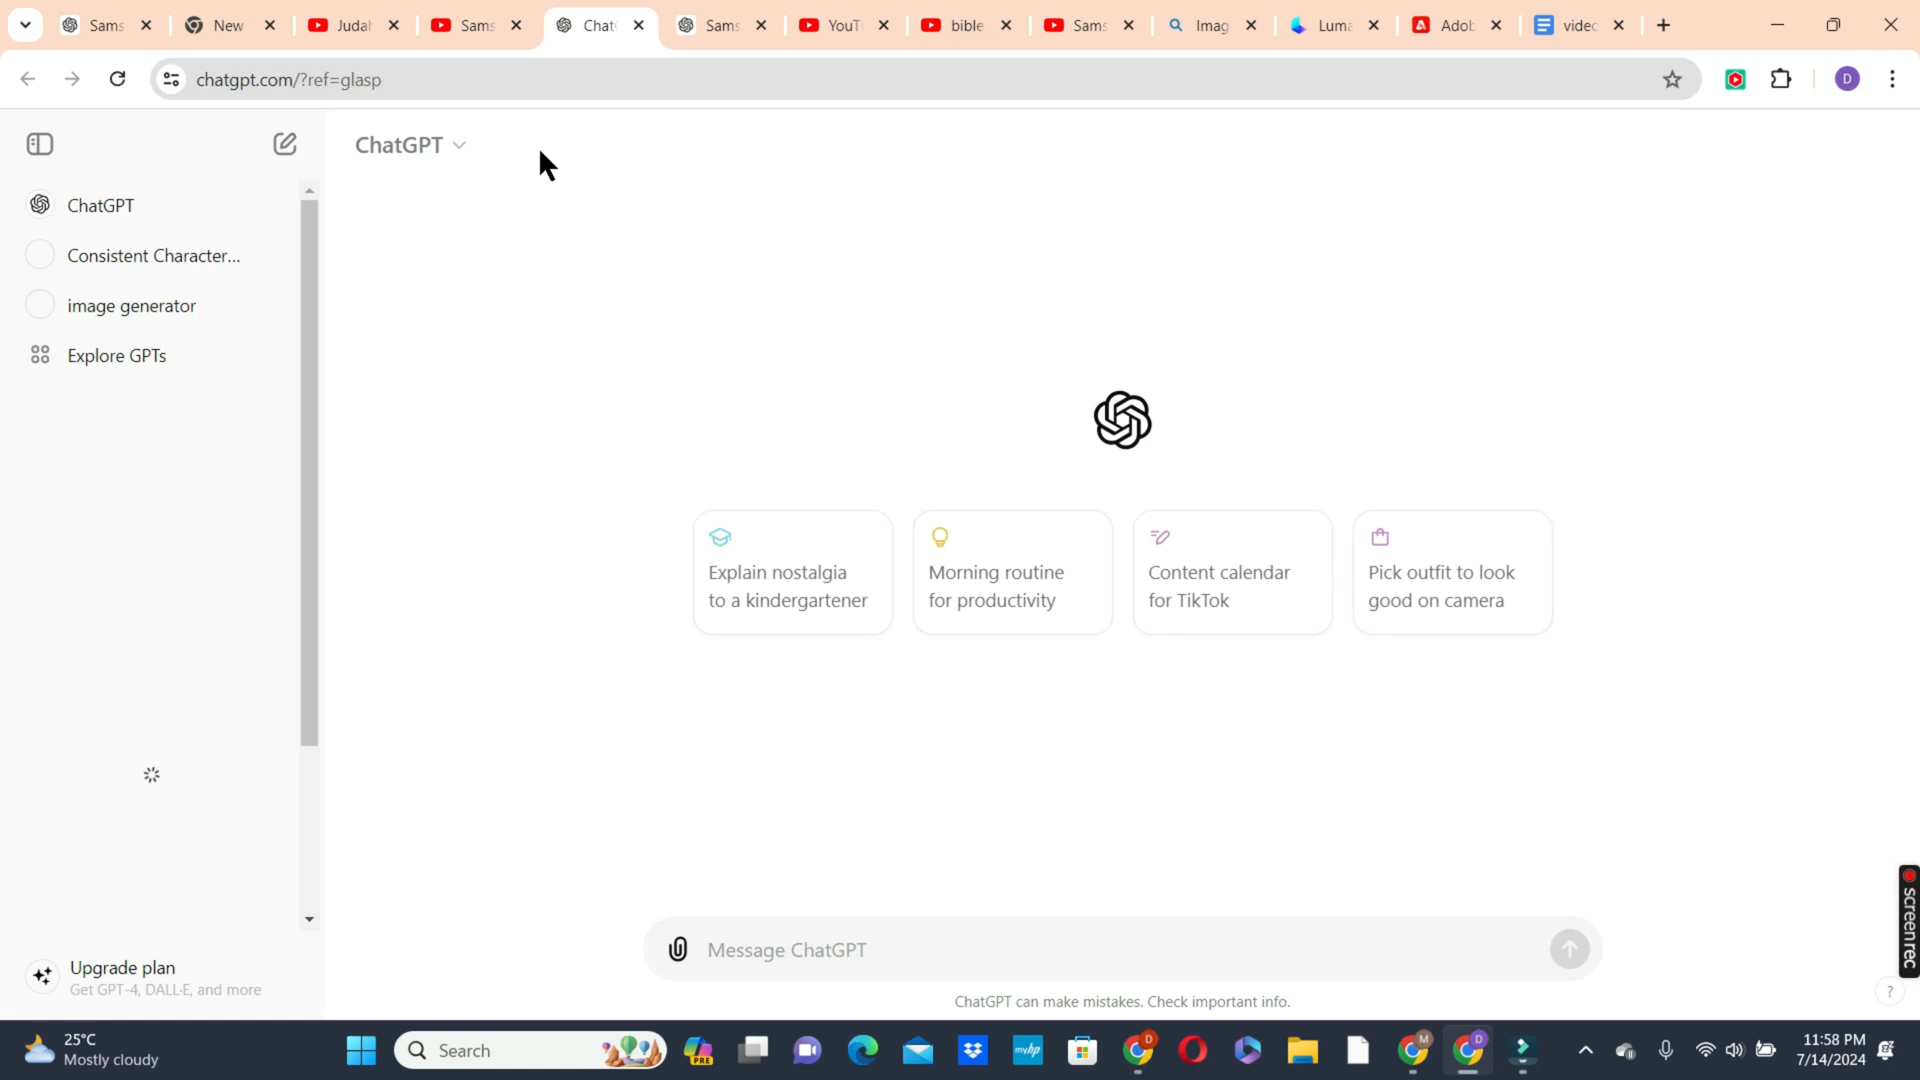 Sams
New
Judah
Sams
Chat
Sams
YouT
bible
Sams
Imag
Luma
Adob
videc
chatgpt.com/?ref=glasp
D
ChatGPT
ChatGPT
Consistent Character...
image generator
Explore GPTs
Explain nostalgia
to a kindergartener
Morning routine
for productivity
Content calendar
for TikTok
Pick outfit to look
good on camera
screenrec
Message ChatGPT
Upgrade plan
Get GPT-4, DALL·E, and more
ChatGPT can make mistakes. Check important info.
?
25°C
Mostly cloudy
Search
PRE
myhp
D
M
D
11:58 PM
7/14/2024